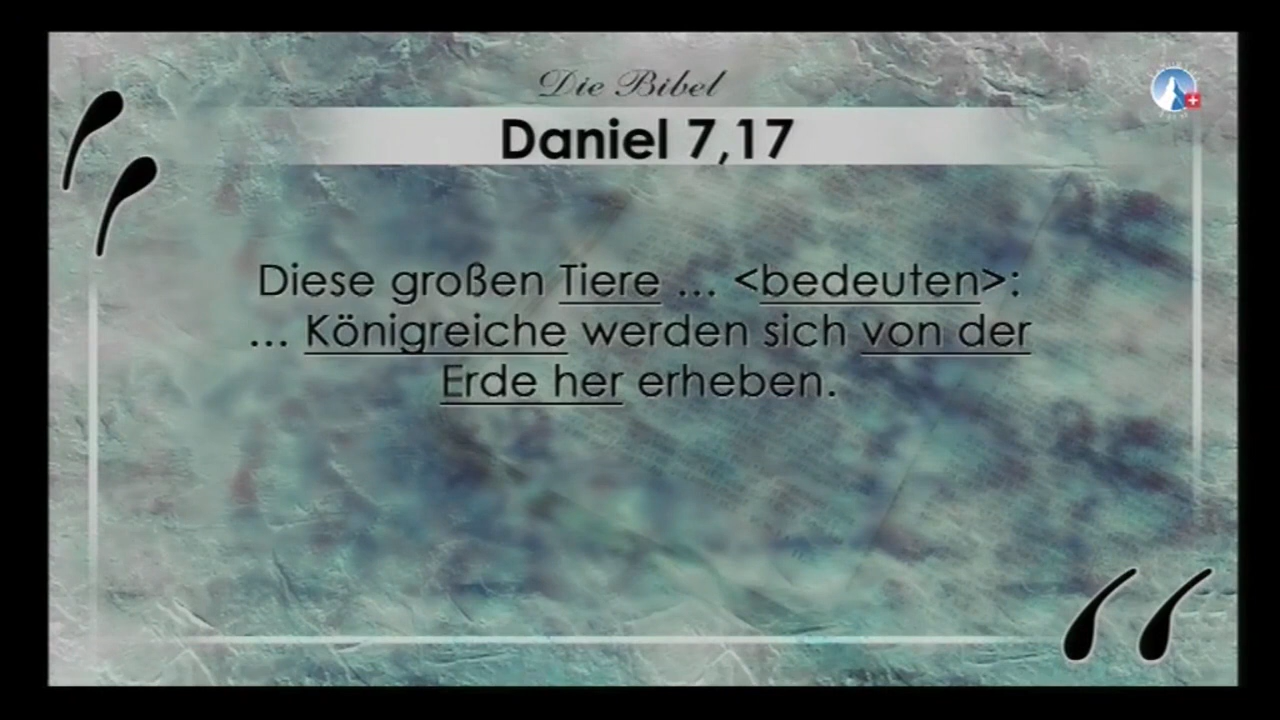 Die Bibel
Daniel 7,17
Diese großen Tiere ... <bedeuten>:
... Königreiche werden sich von der
Erde her erheben.